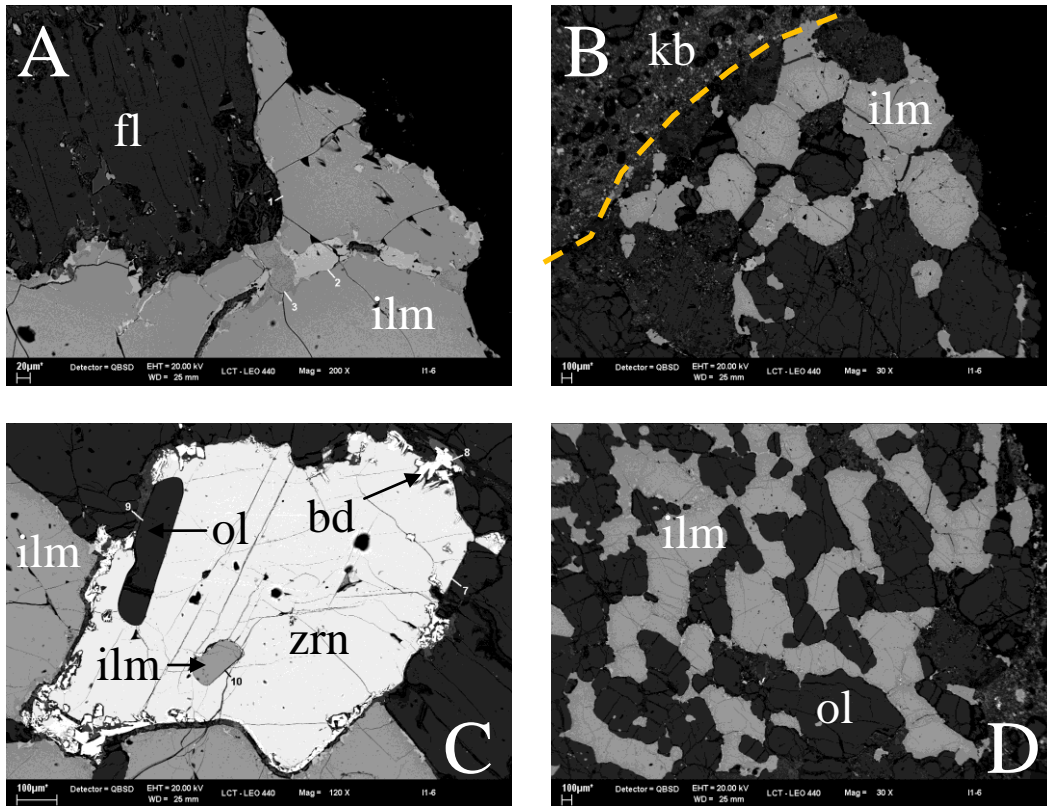 A
fl
ilm
1
2
3
20µm*
Detector = QBSD
EHT = 20.00 kV
WD = 25 mm
LCT - LEO 440
Mag = 200 X
I1-6
B
kb
ilm
100µm*
Detector = QBSD
EHT = 20.00 kV
WD = 25 mm
LCT - LEO 440
Mag = 30 X
I1-6
C
ilm
9
ol
bd
8
7
ilm
10
zrn
100µm*
Detector = QBSD
EHT = 20.00 kV
WD = 25 mm
LCT - LEO 440
Mag = 120 X
I1-6
D
ilm
ol
100µm*
Detector = QBSD
EHT = 20.00 kV
WD = 25 mm
LCT - LEO 440
Mag = 30 X
I1-6